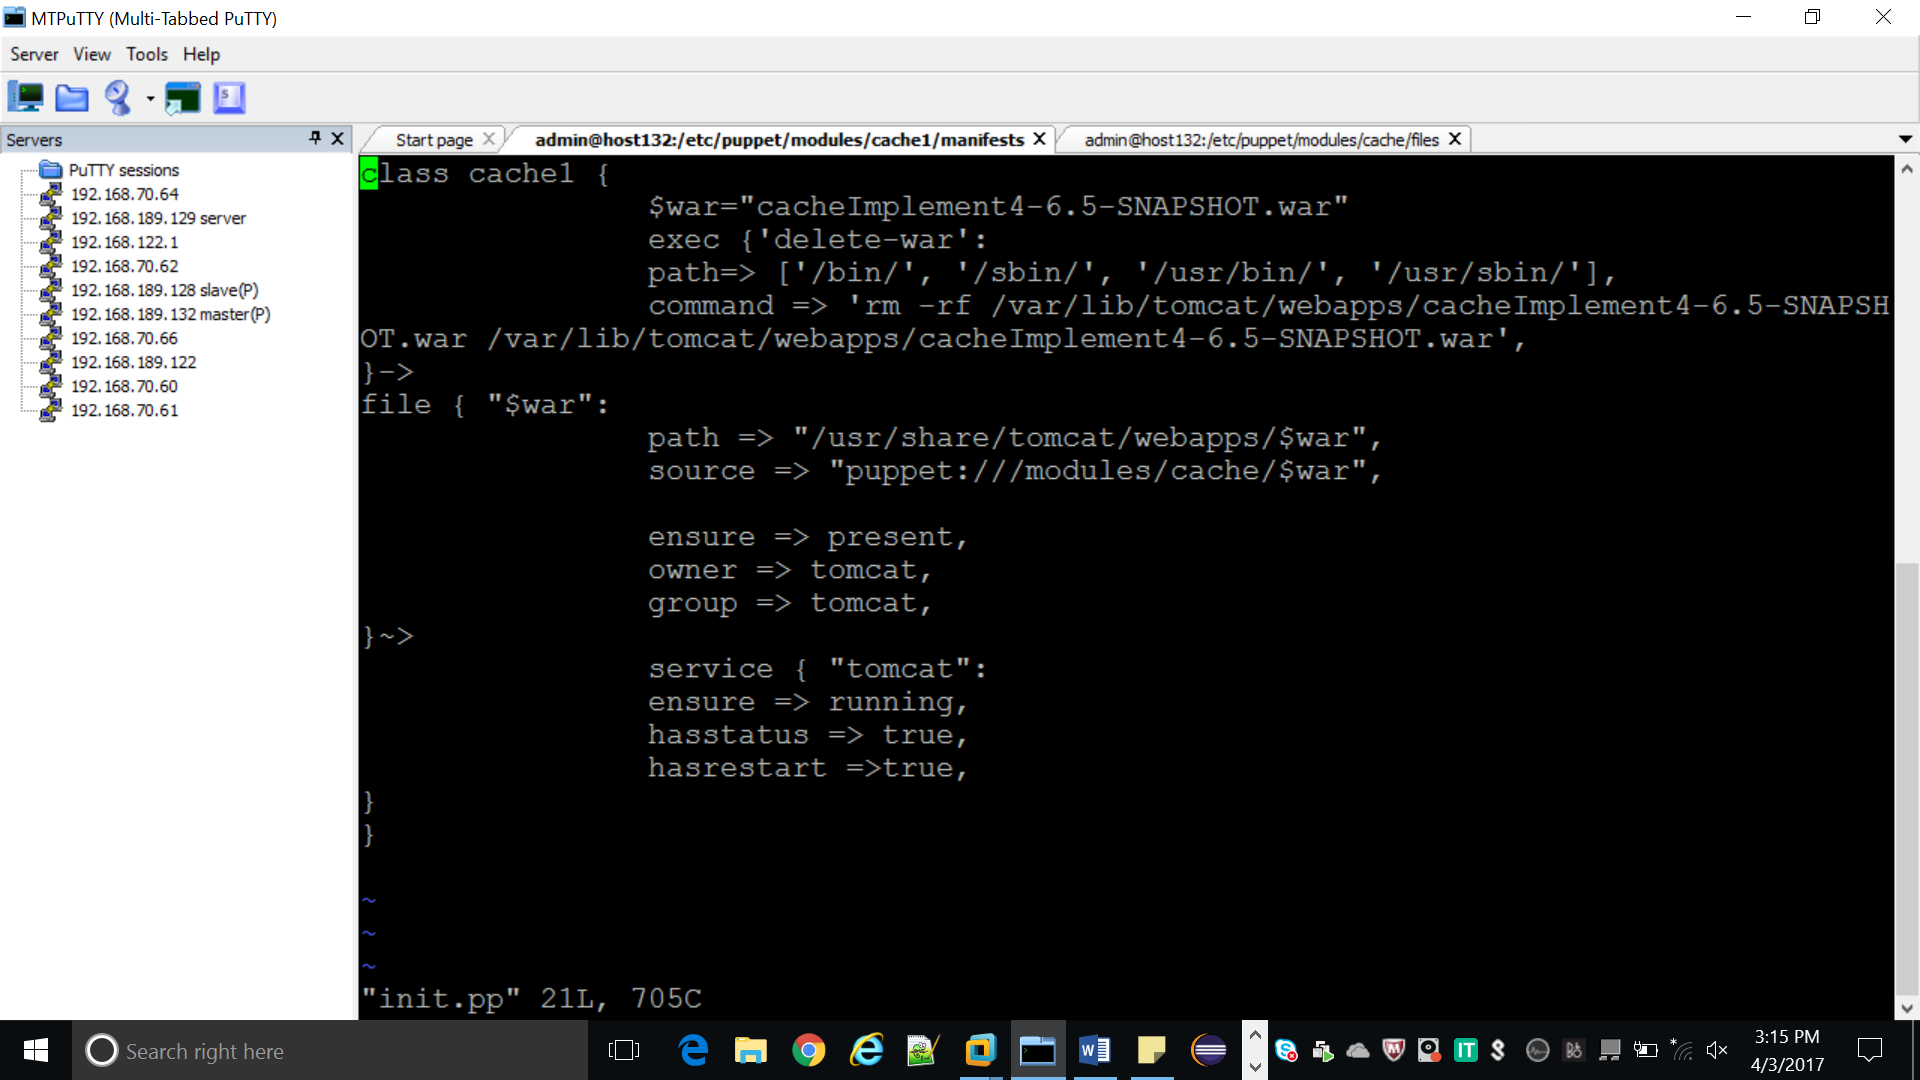 MTPuTTY (Multi-Tabbed PuTTY)
Server View Tools Help
Servers
PuTTY sessions
192.168.70.64
192.168.189.129 server
192.168.122.1
192.168.70.62
192.168.189.128 slave(P)
192.168.189.132 master(P)
192.168.70.66
192.168.189.122
192.168.70.60
192.168.70.61
Start page admin@host132:/etc/puppet/modules/cache1/manifests admin@host132:/etc/puppet/modules/cache/files
class cache1 {
$war="cacheImplement4-6.5-SNAPSHOT.war"
exec {'delete-war':
path=> ['/bin/', '/sbin/', '/usr/bin/', '/usr/sbin/'],
command => 'rm -rf /var/lib/tomcat/webapps/cacheImplement4-6.5-SNAPSH
OT.war /var/lib/tomcat/webapps/cacheImplement4-6.5-SNAPSHOT.war',
}->
file { "$war":
path => "/usr/share/tomcat/webapps/$war",
source => "puppet:///modules/cache/$war",
ensure => present,
owner => tomcat,
group => tomcat,
}~>
service { "tomcat":
ensure => running,
hasstatus => true,
hasrestart =>true,
}
}
~
~
~
"init.pp" 21L, 705C
Search right here
3:15 PM
4/3/2017